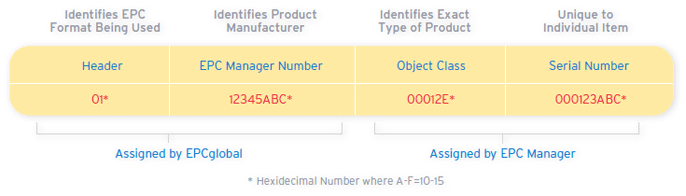 Identifies EPC
Format Being Used
Identifies Product
Manufacturer
Identifies Exact
Type of Product
Unique to
Individual Item
Header
EPC Manager Number
Object Class
Serial Number
01*
12345ABC*
00012E*
000123ABC*
Assigned by EPCglobal
Assigned by EPC Manager
* Hexidecimal Number where A-F=10-15